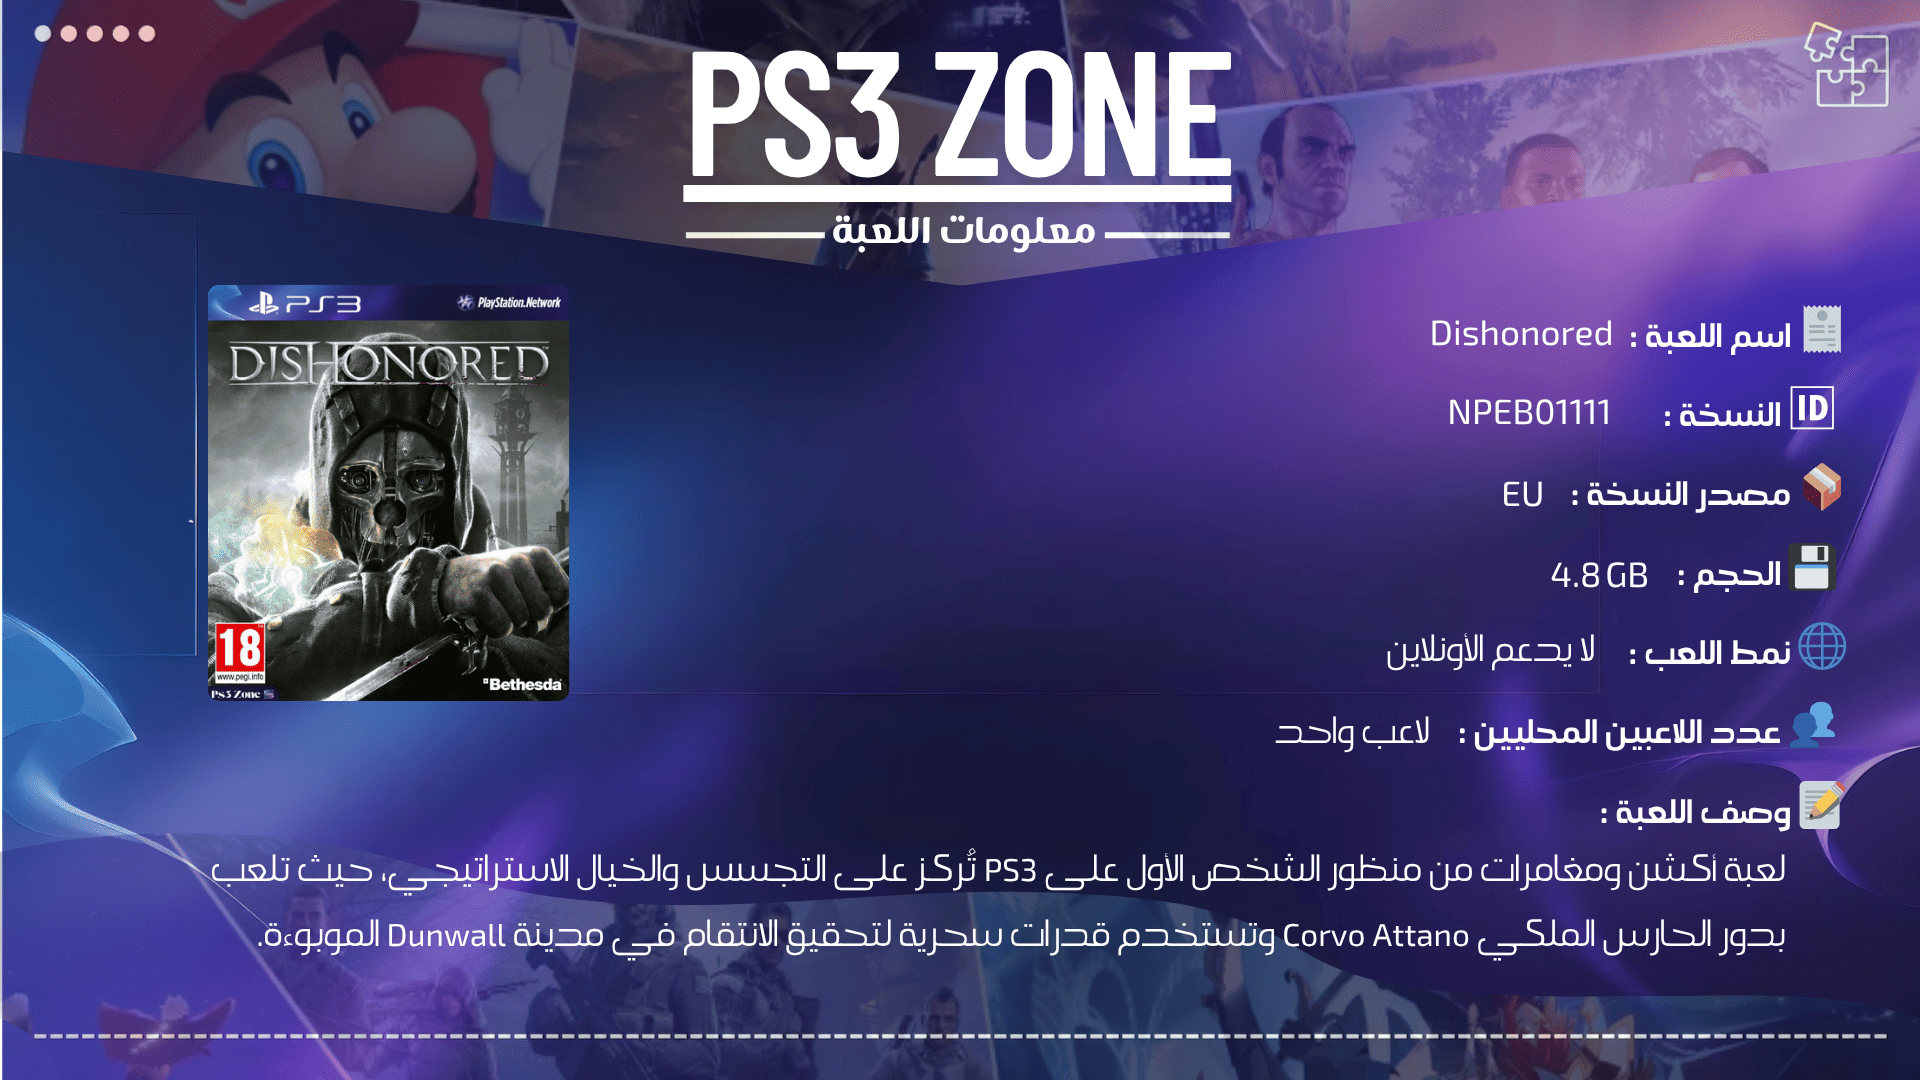 PS3 ZONE
معلومات اللعبة
PS3 PlayStation.Network
DISHONORED
18
www.pegi.info
Ps3 Zone
Bethesda
اسم اللعبة : Dishonored
ID النسخة : NPEB01111
مصدر النسخة : EU
الحجم : 4.8 GB
نمط اللعب : لا يدعم الأونلاين
عدد اللاعبين المحليين : لاعب واحد
وصف اللعبة :
لعبة أكشن ومغامرات من منظور الشخص الأول على PS3 تُركز على التجسس والخيال الاستراتيجي، حيث تلعب
بدور الحارس الملكي Corvo Attano وتستخدم قدرات سحرية لتحقيق الانتقام في مدينة Dunwall الموبوءة.